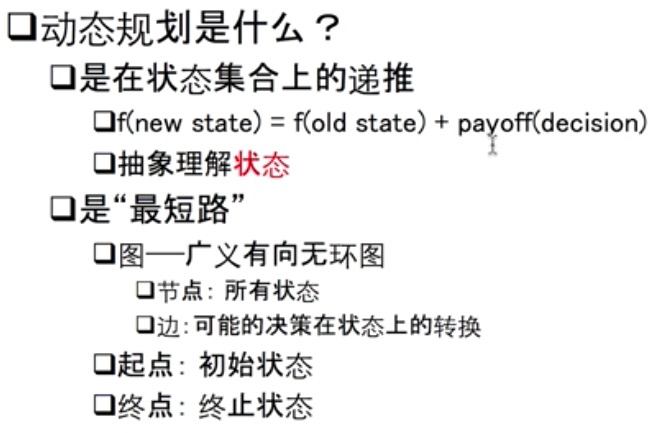 ❑动态规划是什么？
❑是在状态集合上的递推
❑f(new state) = f(old state) + payoff(decision)
❑抽象理解状态
❑是“最短路”
❑图──广义有向无环图
❑节点: 所有状态
❑边: 可能的决策在状态上的转换
❑起点: 初始状态
❑终点: 终止状态